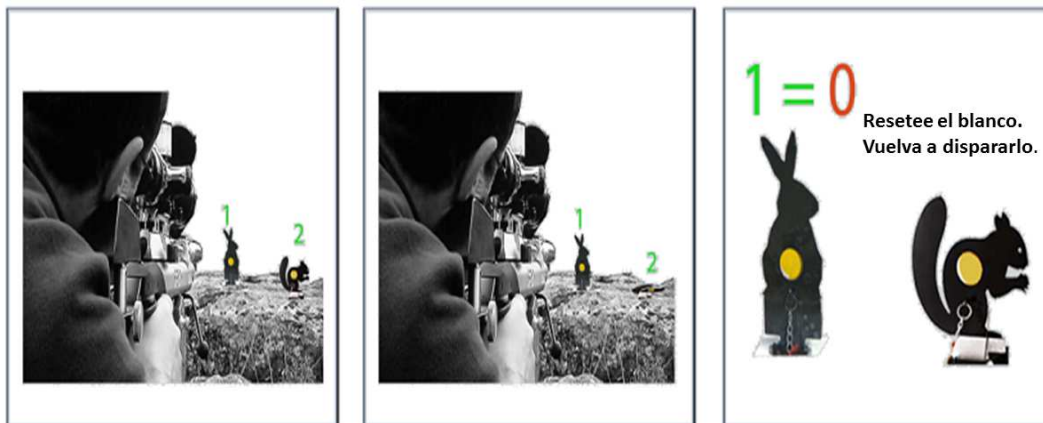 1
2
1
2
1 = 0
Resetee el blanco.
Vuelva a dispararlo.